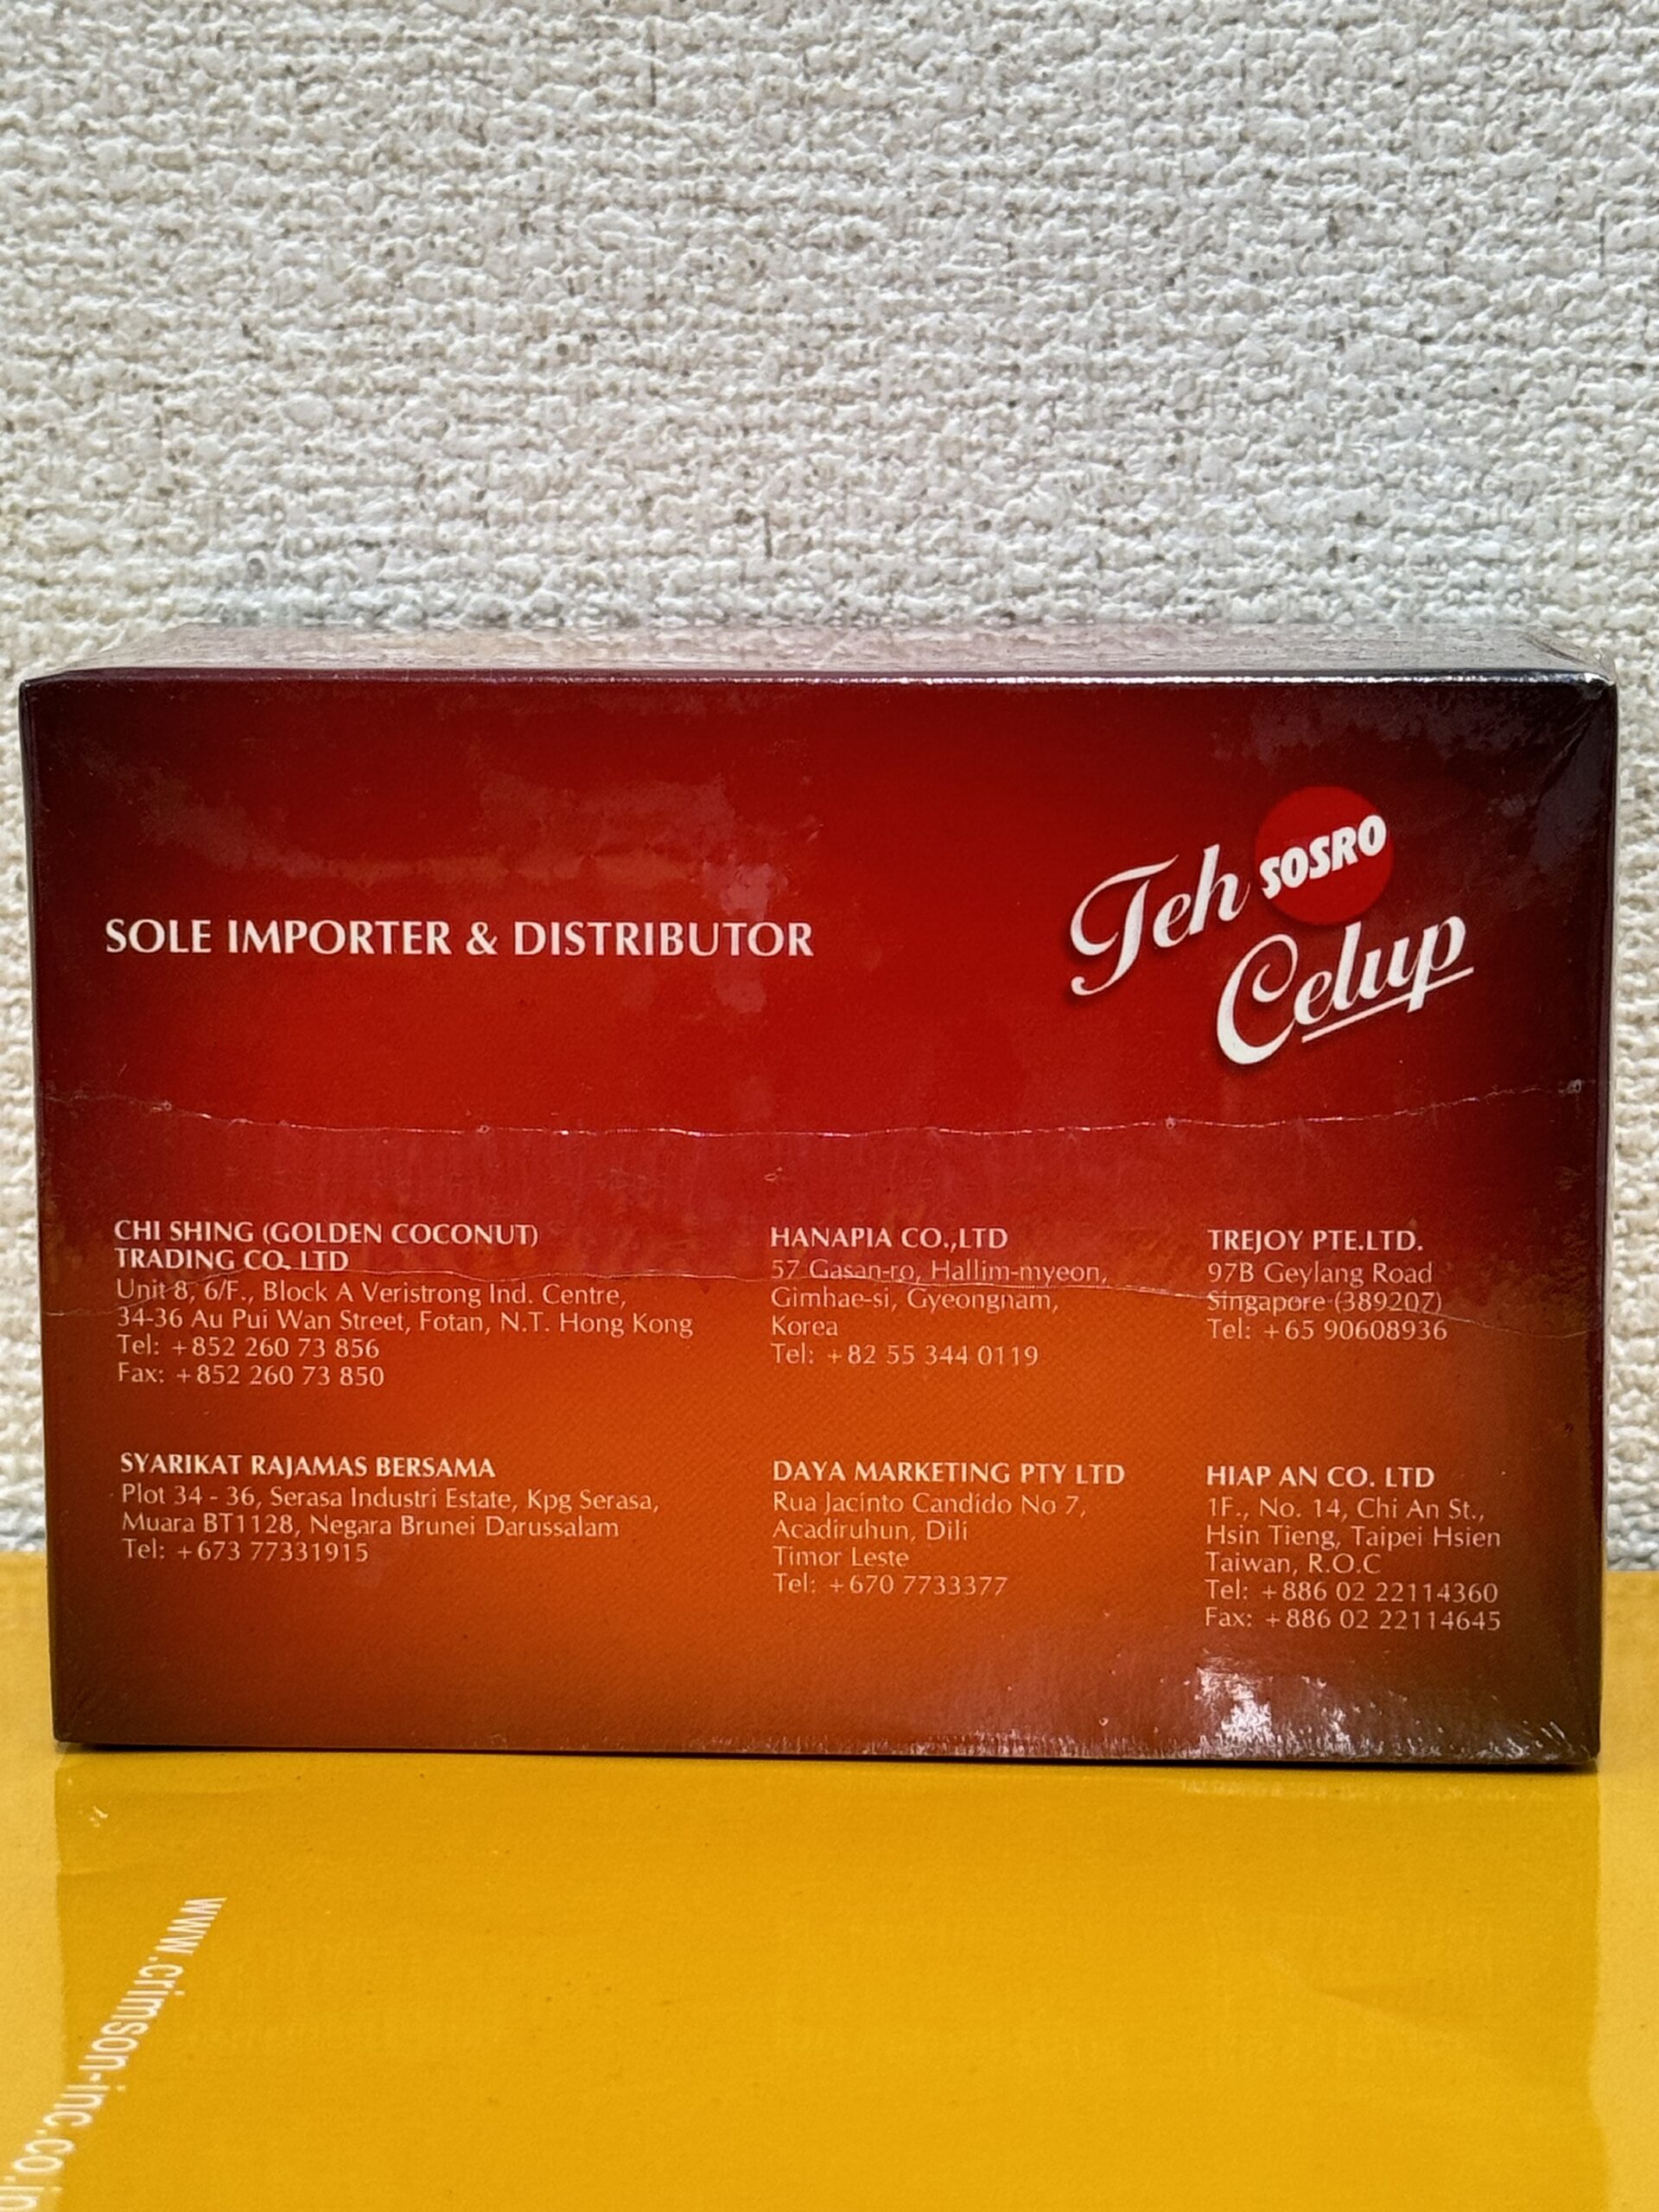 Teh SOSRO
Celup
SOLE IMPORTER & DISTRIBUTOR
CHI SHING (GOLDEN COCONUT)
TRADING CO. LTD
Unit 8, 6/F., Block A Veristrong Ind. Centre,
34-36 Au Pui Wan Street, Fotan, N.T. Hong Kong
Tel: +852 260 73 856
Fax: +852 260 73 850
HANAPIA CO.,LTD
57 Gasan-ro, Hallim-myeon,
Gimhae-si, Gyeongnam,
Korea
Tel: +82 55 344 0119
TREJOY PTE.LTD.
97B Geylang Road
Singapore (389207)
Tel: +65 90608936
SYARIKAT RAJAMAS BERSAMA
Plot 34 - 36, Serasa Industri Estate, Kpg Serasa,
Muara BT1128, Negara Brunei Darussalam
Tel: +673 77331915
DAYA MARKETING PTY LTD
Rua Jacinto Candido No 7,
Acadiruhun, Dili
Timor Leste
Tel: +670 7733377
HIAP AN CO. LTD
1F., No. 14, Chi An St.,
Hsin Tieng, Taipei Hsien
Taiwan, R.O.C
Tel: +886 02 22114360
Fax: +886 02 22114645
www.crimson-inc.co.jp